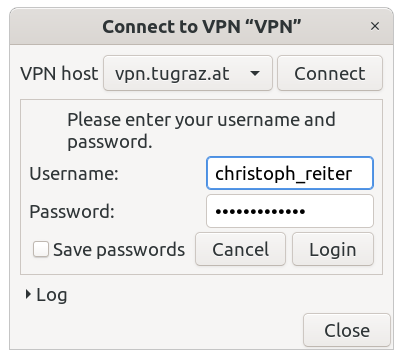 Connect to VPN “VPN”
VPN host vpn.tugraz.at Connect
Please enter your username and
password.
Username: christoph_reiter
Password: •••••••••••••
Save passwords Cancel Login
Log
Close